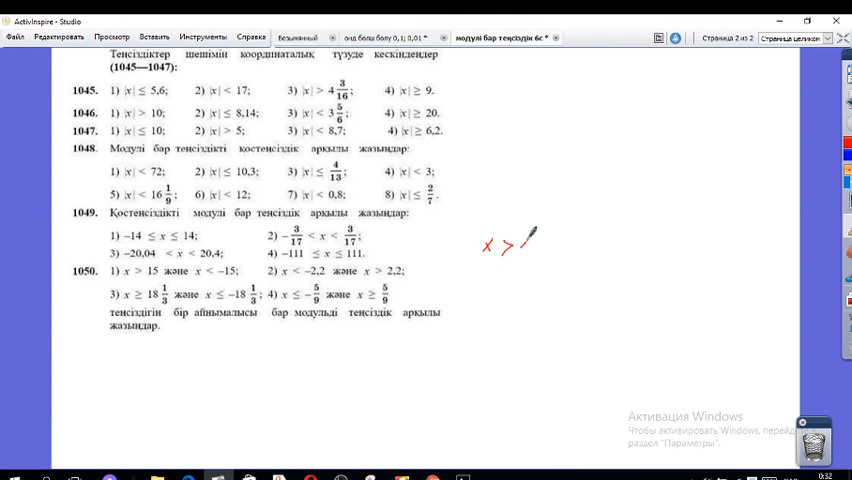 ActivInspire - Studio
Файл Редактировать Просмотр Вставить Инструменты Справка Безымянный онд болш болу 0,1; 0,01 * модулі бар теңсіздік 6с * Страница 2 из 2 Страница целиком
Теңсіздіктер шешімін координаталық түзуде кескіндеңдер
(1045—1047):
1045. 1) |x| ≤ 5,6; 2) |x| < 17; 3) |x| > 4 3/16; 4) |x| ≥ 9.
1046. 1) |x| > 10; 2) |x| ≤ 8,14; 3) |x| < 3 5/6; 4) |x| ≥ 20.
1047. 1) |x| ≤ 10; 2) |x| > 5; 3) |x| < 8,7; 4) |x| ≥ 6,2.
1048. Модулі бар теңсіздікті қостеңсіздік арқылы жазыңдар:
1) |x| < 72; 2) |x| ≤ 10,3; 3) |x| ≤ 4/13; 4) |x| < 3;
5) |x| < 16 1/9; 6) |x| < 12; 7) |x| < 0,8; 8) |x| ≤ 2/7.
1049. Қостеңсіздікті модулі бар теңсіздік арқылы жазыңдар:
1) −14 ≤ x ≤ 14; 2) −3/17 < x < 3/17;
3) −20,04 < x < 20,4; 4) −111 ≤ x ≤ 111.
x >
1050. 1) x > 15 және x < −15; 2) x < −2,2 және x > 2,2;
3) x ≥ 18 1/3 және x ≤ −18 1/3; 4) x ≤ −5/9 және x ≥ 5/9
теңсіздігін бір айнымалысы бар модульді теңсіздік арқылы
жазыңдар.
Активация Windows
Чтобы активировать Windows, перейдите в
раздел "Параметры".
0:32